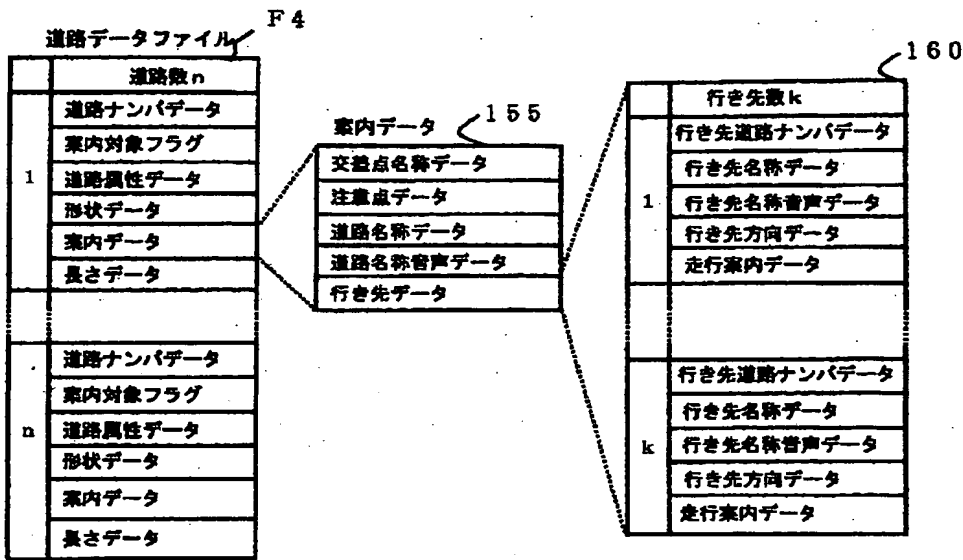 F4
道路データファイル
道路数n
1
道路ナンバデータ
案内対象フラグ
道路属性データ
形状データ
案内データ
長さデータ
n
道路ナンバデータ
案内対象フラグ
道路属性データ
形状データ
案内データ
長さデータ
155
案内データ
交差点名称データ
注意点データ
道路名称データ
道路名称音声データ
行き先データ
160
行き先数k
1
行き先道路ナンバデータ
行き先名称データ
行き先名称音声データ
行き先方向データ
走行案内データ
k
行き先道路ナンバデータ
行き先名称データ
行き先名称音声データ
行き先方向データ
走行案内データ